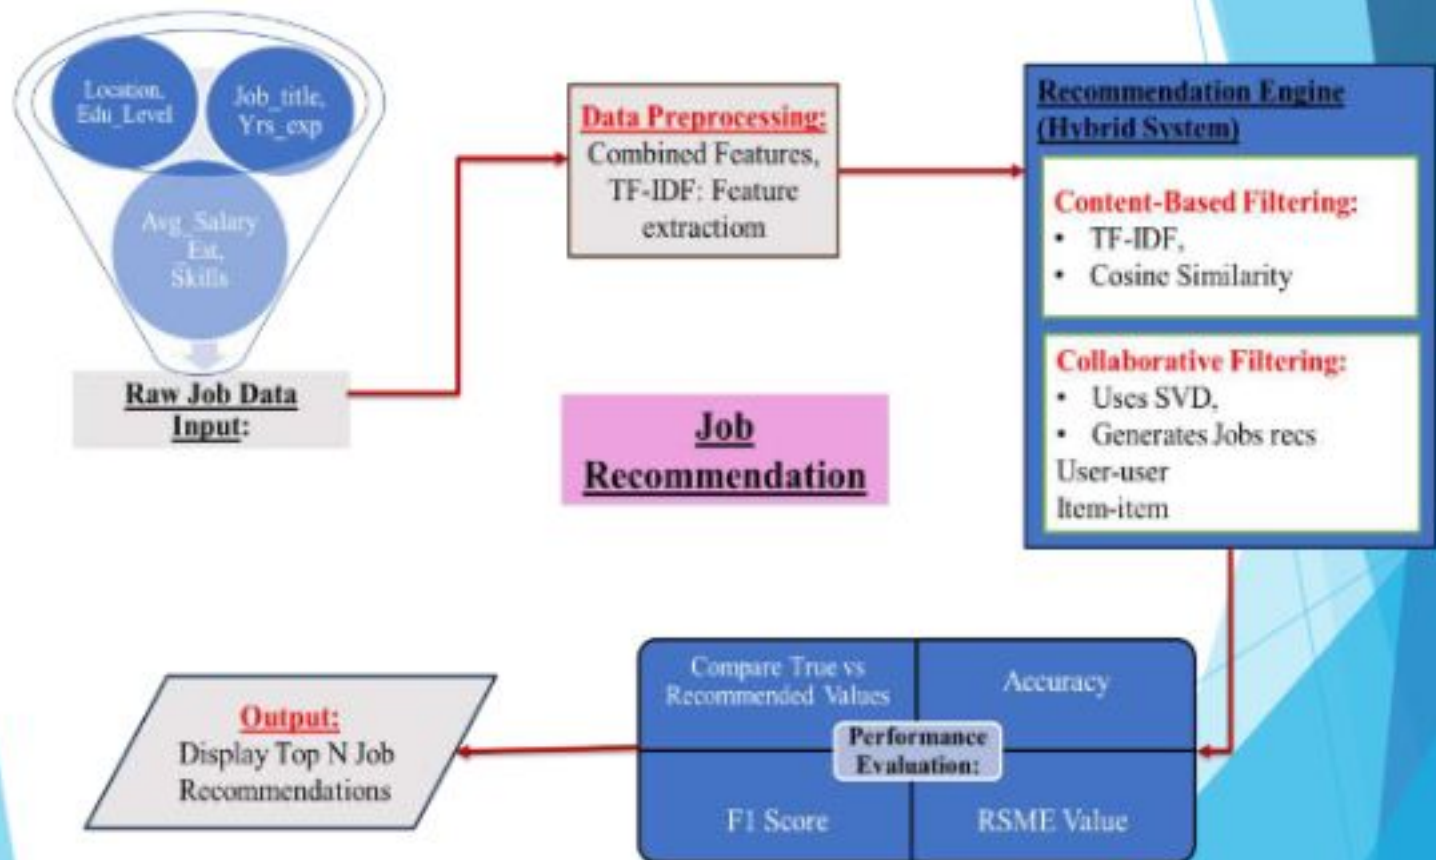 Location,
Edu_Level
Job_title,
Yrs_exp
Avg_Salary
_Est,
Skills
Raw Job Data
Input:
Data Preprocessing:
Combined Features,
TF-IDF: Feature
extractiom
Recommendation Engine
(Hybrid System)
Content-Based Filtering:
• TF-IDF,
• Cosine Similarity
Collaborative Filtering:
• Uses SVD,
• Generates Jobs recs
User-user
Item-item
Job
Recommendation
Compare True vs
Recommended Values
Accuracy
Performance
Evaluation:
F1 Score
RSME Value
Output:
Display Top N Job
Recommendations